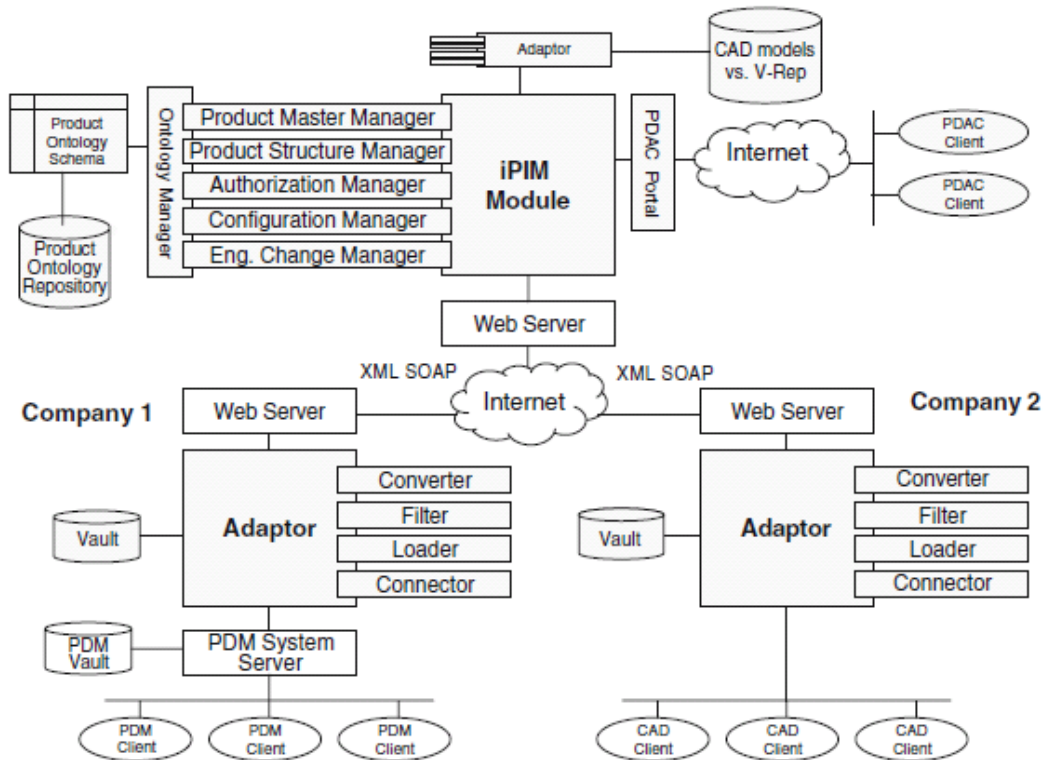 Adaptor
CAD models
vs. V-Rep
Product
Ontology
Schema
Ontology Manager
Product Master Manager
Product Structure Manager
Authorization Manager
Configuration Manager
Eng. Change Manager
iPIM
Module
PDAC Portal
Internet
PDAC
Client
PDAC
Client
Product
Ontology
Repository
Web Server
XML SOAP
Internet
XML SOAP
Company 1
Web Server
Adaptor
Converter
Filter
Loader
Connector
Vault
PDM
Vault
PDM System
Server
PDM
Client
PDM
Client
PDM
Client
Web Server
Company 2
Adaptor
Converter
Filter
Loader
Connector
Vault
CAD
Client
CAD
Client
CAD
Client